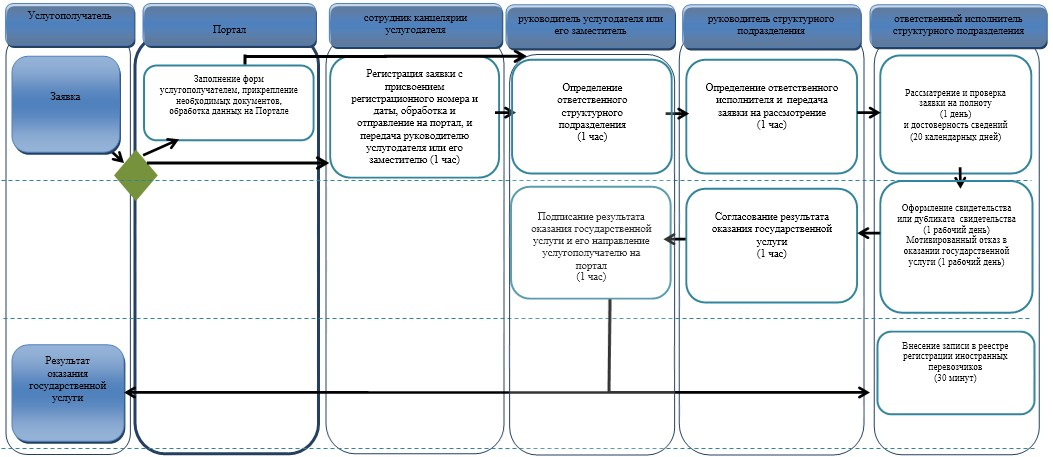 Услугополучатель
Портал
сотрудник канцелярии
услугодателя
руководитель услугодателя или
его заместитель
руководитель структурного
подразделения
ответственный исполнитель
структурного подразделения
Заявка
Заполнение форм
услугополучателем, прикрепление
необходимых документов,
обработка данных на Портале
Регистрация заявки с
присвоением
регистрационного номера и
даты, обработка и
отправление на портал, и
передача руководителю
услугодателя или его
заместителю (1 час)
Определение
ответственного
структурного
подразделения
(1 час)
Определение ответственного
исполнителя и передача
заявки на рассмотрение
(1 час)
Рассматрение и проверка
заявки на полноту
(1 день)
и достоверность сведений
(20 календарных дней)
Подписание результата
оказания государственной
услуги и его направление
услугополучателю на
портал
(1 час)
Согласование результата
оказания государственной
услуги
(1 час)
Оформление свидетельства
или дубликата свидетельства
(1 рабочий день)
Мотивированный отказ в
оказании государственной
услуги (1 рабочий день)
Результат
оказания
государственной
услуги
Внесение записи в реестре
регистрации иностранных
перевозчиков
(30 минут)